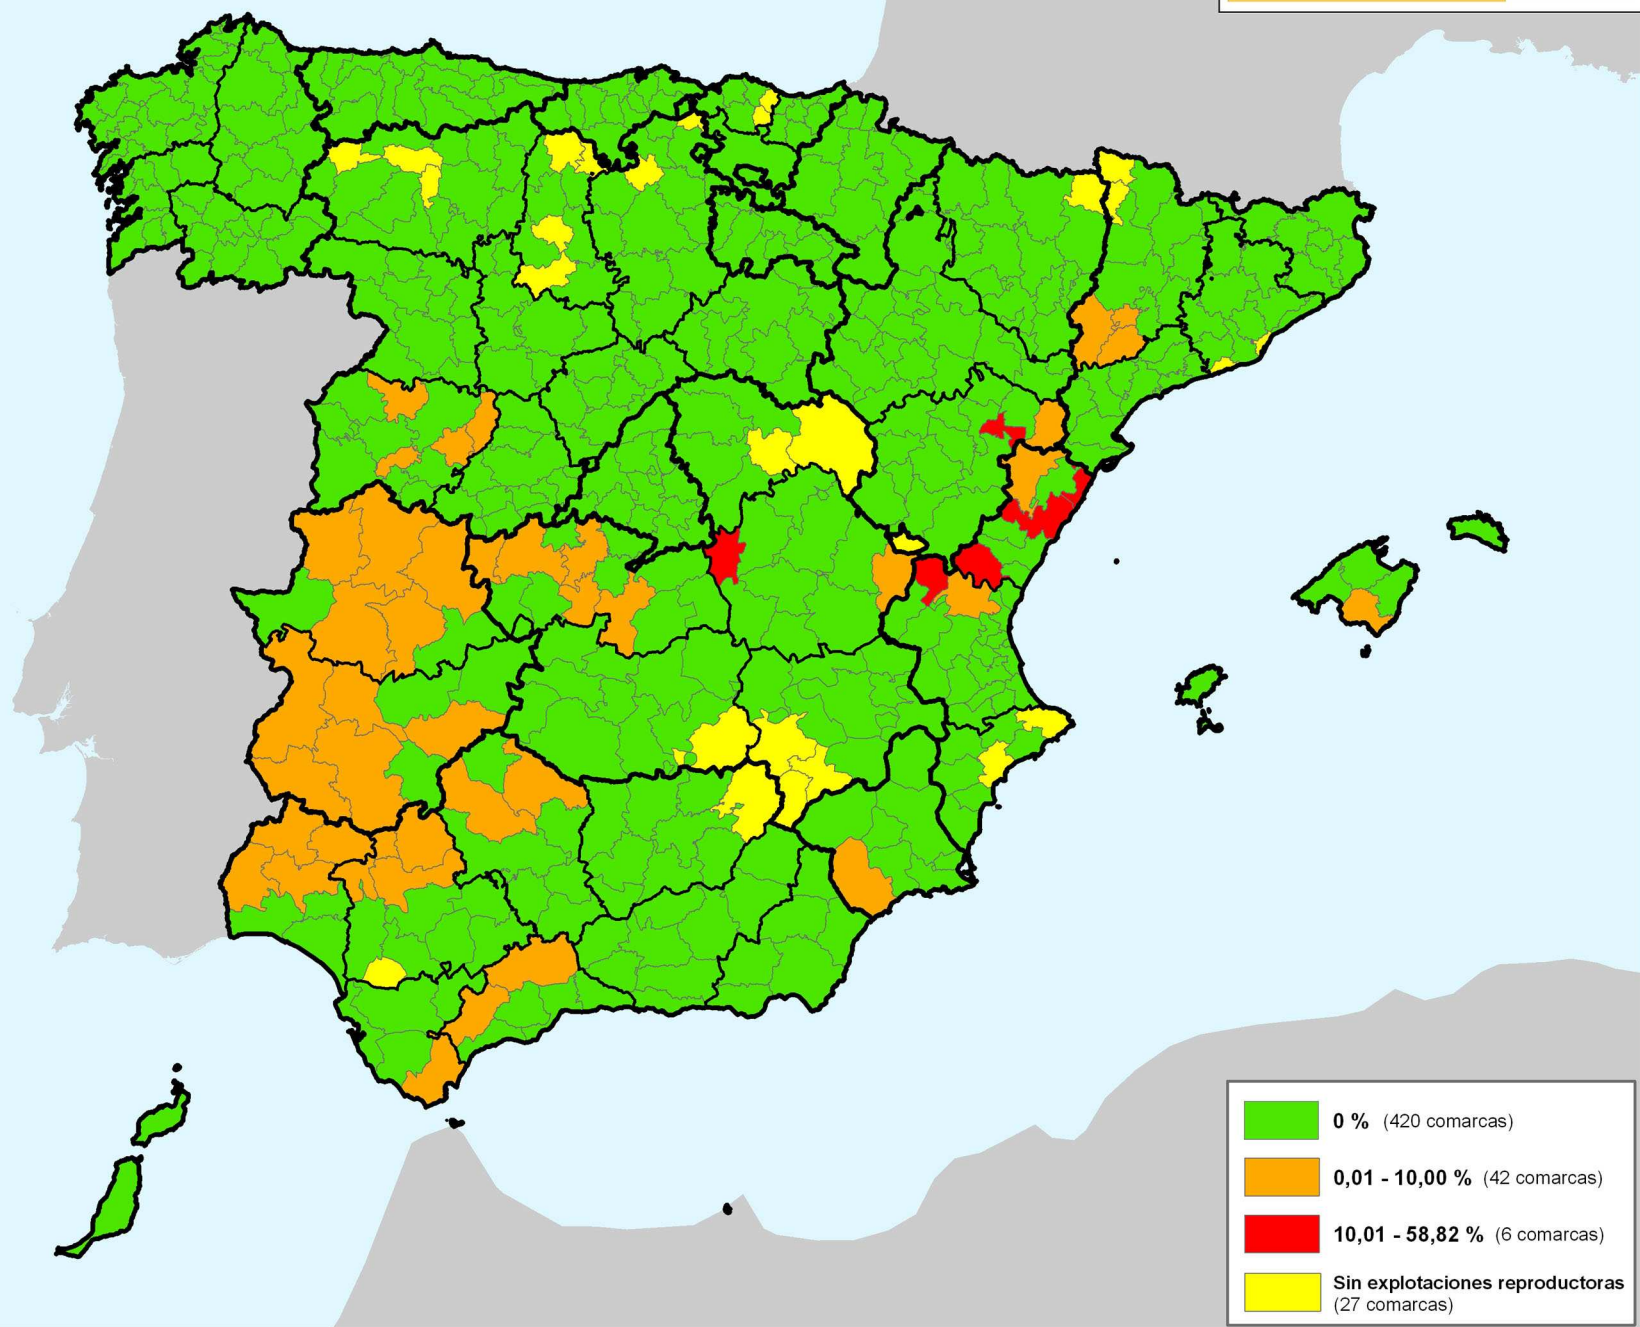 0 % (420 comarcas)
0,01 - 10,00 % (42 comarcas)
10,01 - 58,82 % (6 comarcas)
Sin explotaciones reproductoras
(27 comarcas)